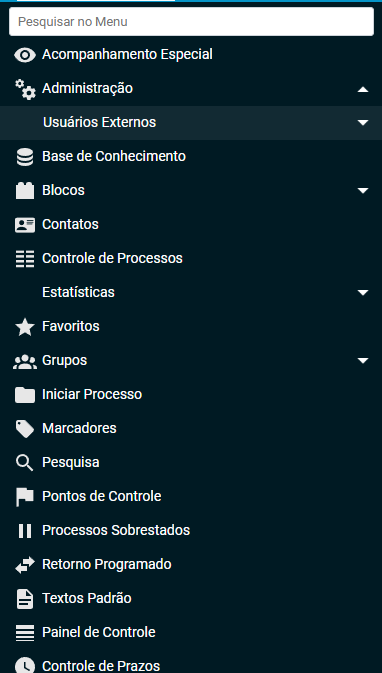 Pesquisar no Menu
Acompanhamento Especial
Administração
Usuários Externos
Base de Conhecimento
Blocos
Contatos
Controle de Processos
Estatísticas
Favoritos
Grupos
Iniciar Processo
Marcadores
Pesquisa
Pontos de Controle
Processos Sobrestados
Retorno Programado
Textos Padrão
Painel de Controle
Controle de Prazos